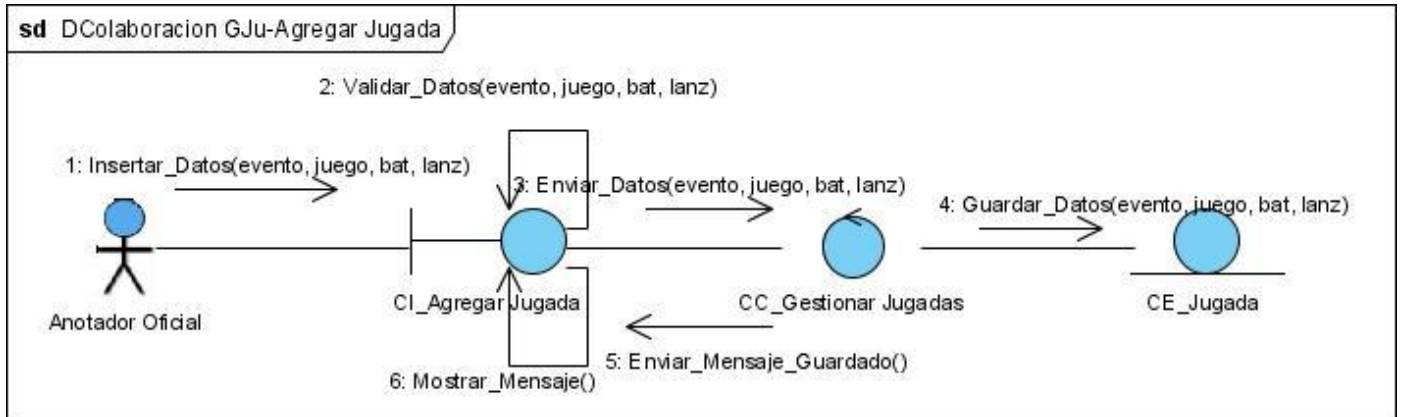 sd DColaboracion GJu-Agregar Jugada
2: Validar_Datos(evento, juego, bat, lanz)
1: Insertar_Datos(evento, juego, bat, lanz)
3: Enviar_Datos(evento, juego, bat, lanz)
4: Guardar_Datos(evento, juego, bat, lanz)
Anotador Oficial
CI_Agregar Jugada
CC_Gestionar Jugadas
CE_Jugada
5: Enviar_Mensaje_Guardado()
6: Mostrar_Mensaje()